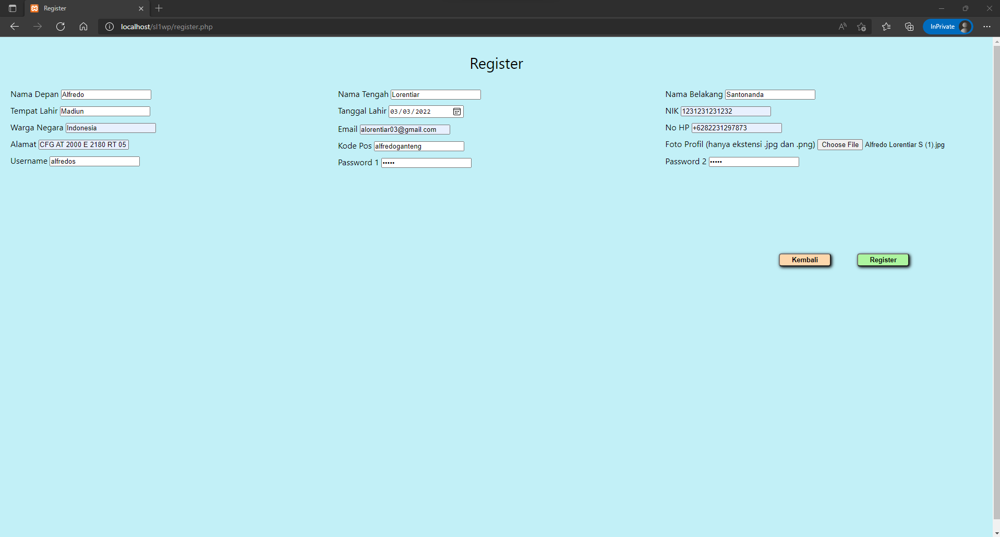 Register
localhost/sl1wp/register.php
InPrivate
Register
Nama Depan Alfredo
Nama Tengah Lorentiar
Nama Belakang Santonanda
Tempat Lahir Madiun
Tanggal Lahir 03/03/2022
NIK 1231231231232
Warga Negara Indonesia
Email alorentiar03@gmail.com
No HP +6282231297873
Alamat CFG AT 2000 E 2180 RT 05
Kode Pos alfredoganteng
Foto Profil (hanya ekstensi .jpg dan .png) Choose File Alfredo Lorentiar S (1).jpg
Username alfredos
Password 1 •••••
Password 2 •••••
Kembali
Register